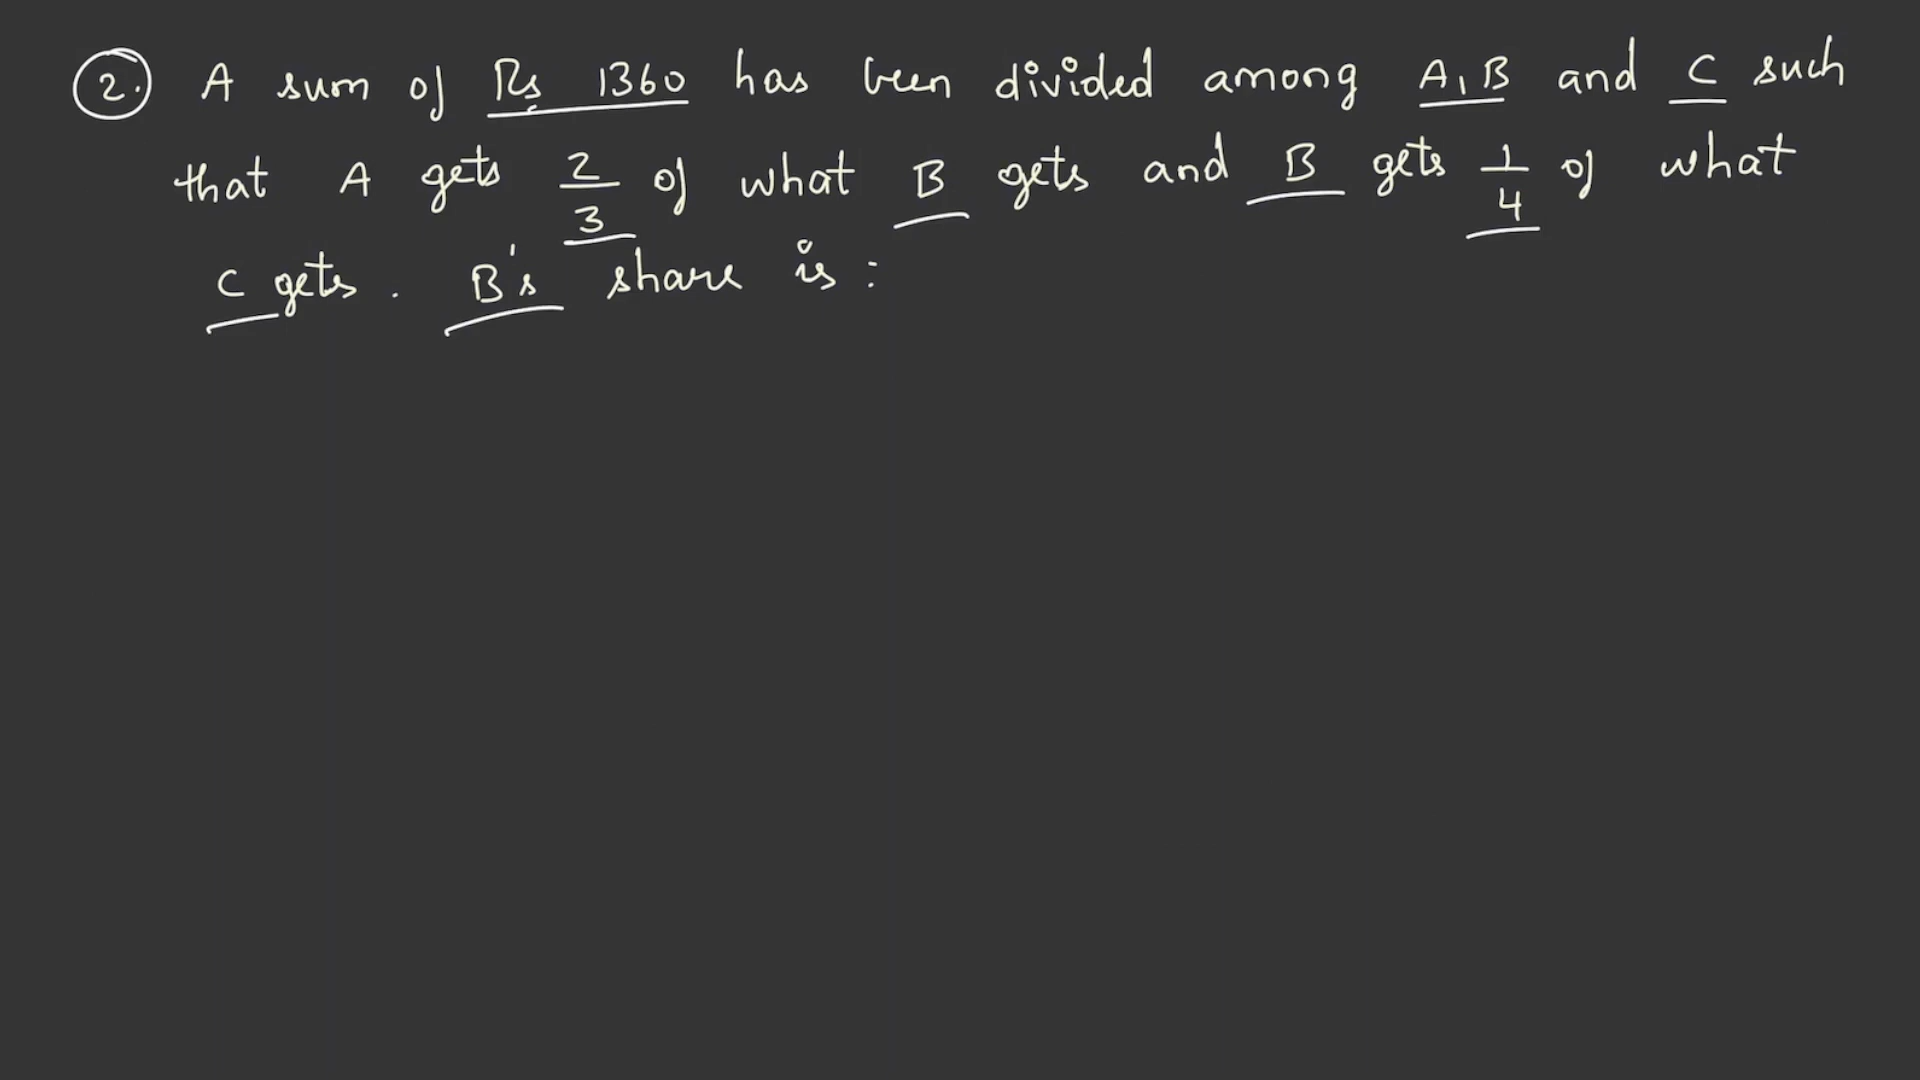 2. A sum of Rs 1360 has been divided among A, B and C such
that A gets 2/3 of what B gets and B gets 1/4 of what
C gets. B's share is: